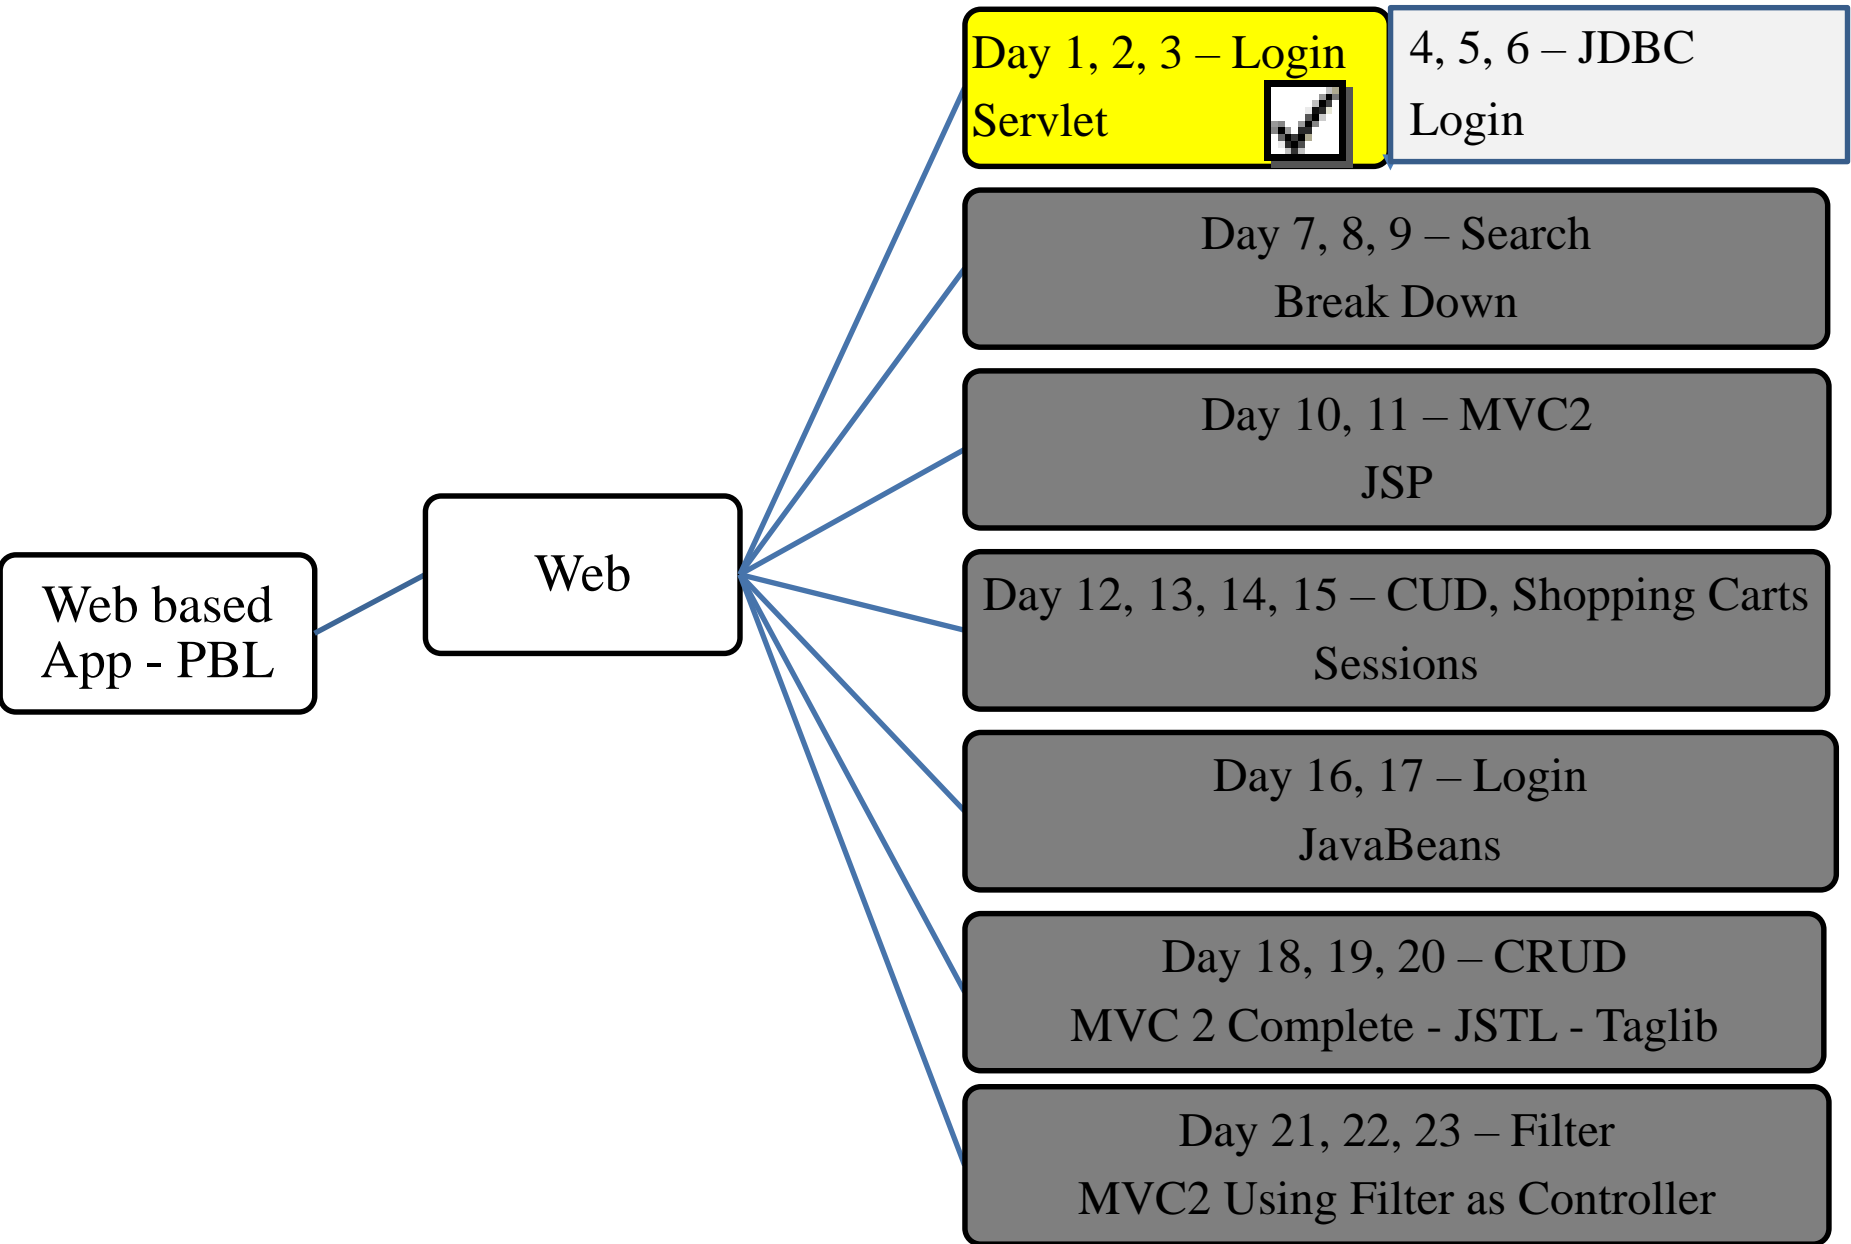 Day 1, 2, 3 – Login
Servlet
4, 5, 6 – JDBC
Login
Day 7, 8, 9 – Search
Break Down
Day 10, 11 – MVC2
JSP
Web
Web based
App - PBL
Day 12, 13, 14, 15 – CUD, Shopping Carts
Sessions
Day 16, 17 – Login
JavaBeans
Day 18, 19, 20 – CRUD
MVC 2 Complete - JSTL - Taglib
Day 21, 22, 23 – Filter
MVC2 Using Filter as Controller